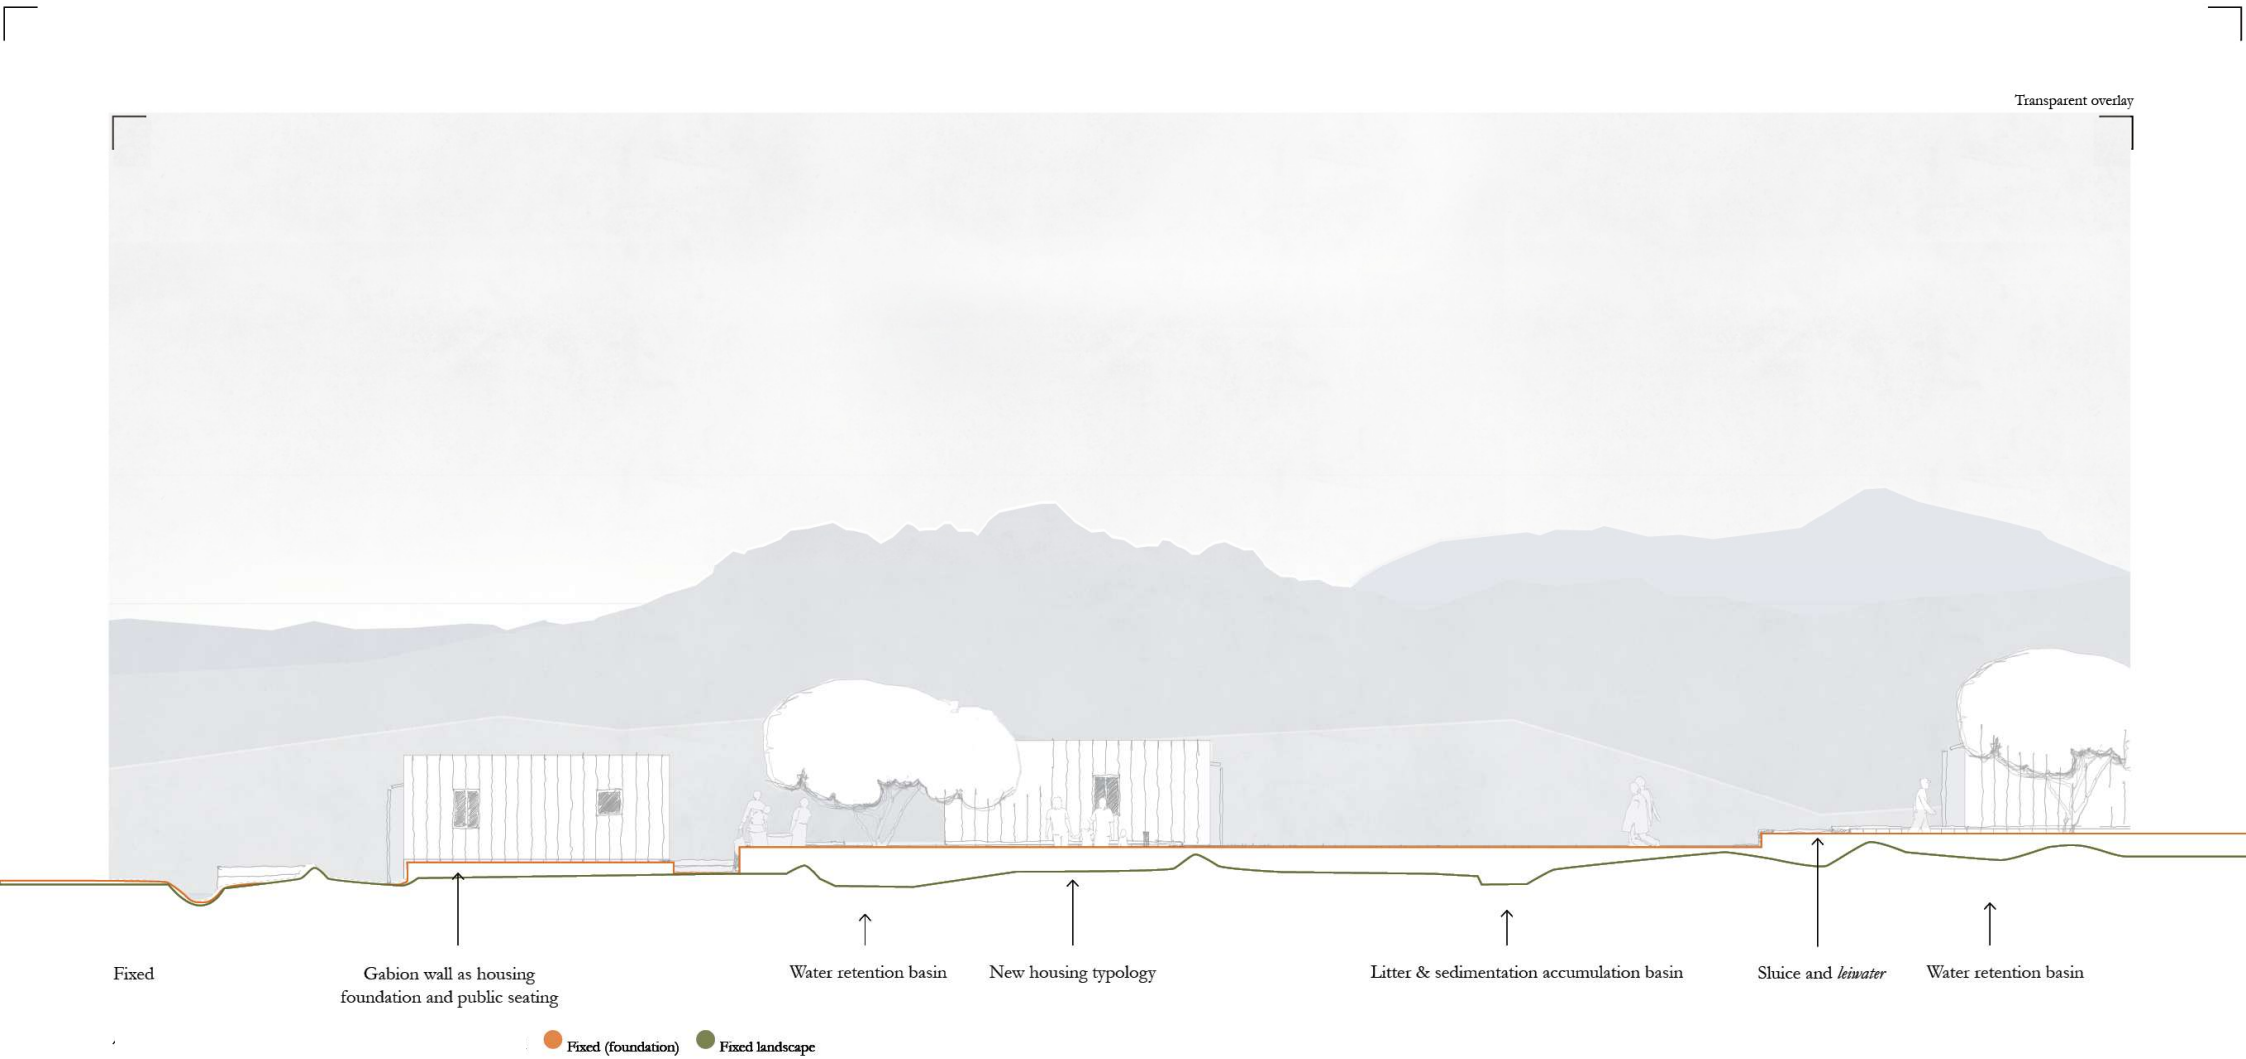 Transparent overlay
Fixed
Gabion wall as housing
foundation and public seating
Water retention basin
New housing typology
Litter & sedimentation accumulation basin
Sluice and leiwater
Water retention basin
Fixed (foundation)
Fixed landscape